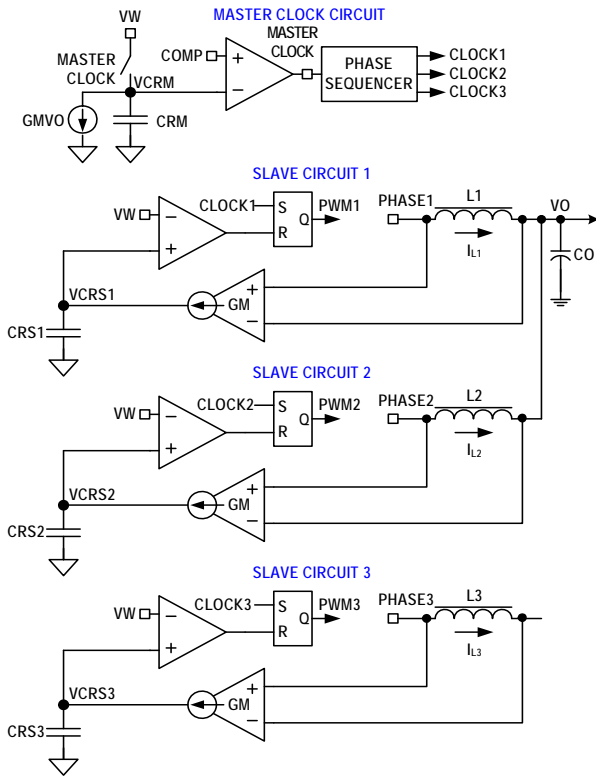 MASTER CLOCK CIRCUIT
VW
MASTER
CLOCK
COMP
MASTER
CLOCK
VCRM
+
−
PHASE
SEQUENCER
CLOCK1
CLOCK2
CLOCK3
GMVO
CRM
SLAVE CIRCUIT 1
VW
−
+
CLOCK1
S
R
Q
PWM1
PHASE1
L1
IL1
VO
CO
VCRS1
GM
+
−
CRS1
SLAVE CIRCUIT 2
VW
−
+
CLOCK2
S
R
Q
PWM2
PHASE2
L2
IL2
VCRS2
GM
+
−
CRS2
SLAVE CIRCUIT 3
VW
−
+
CLOCK3
S
R
Q
PWM3
PHASE3
L3
IL3
VCRS3
GM
+
−
CRS3